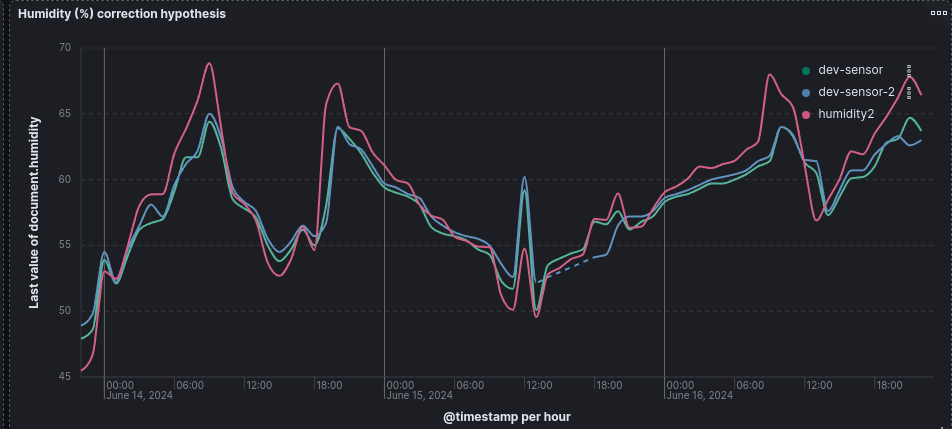 Humidity (%) correction hypothesis
70
65
60
55
50
45
Last value of document.humidity
dev-sensor
dev-sensor-2
humidity2
00:00 06:00 12:00 18:00 00:00 06:00 12:00 18:00 00:00 06:00 12:00 18:00
June 14, 2024 June 15, 2024 June 16, 2024
@timestamp per hour